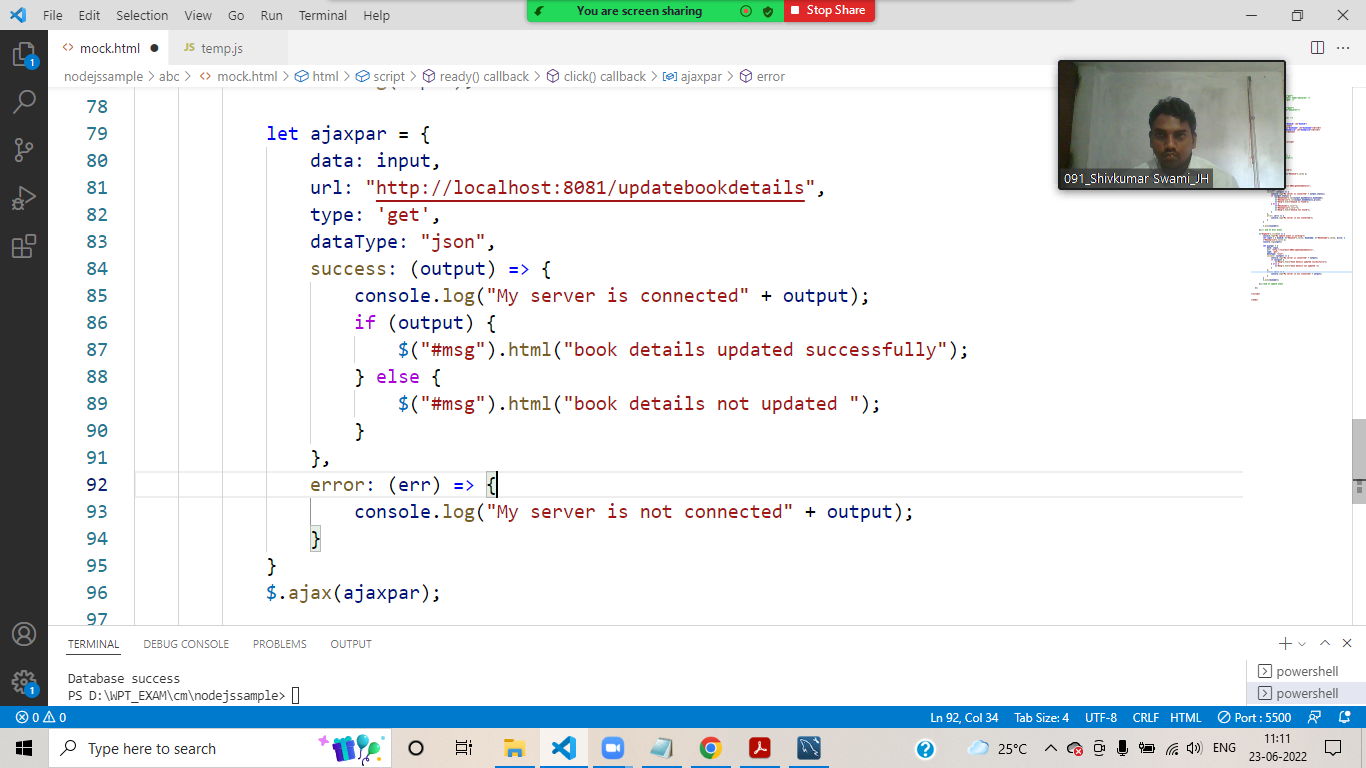 File Edit Selection View Go Run Terminal Help
You are screen sharing Stop Share
mock.html temp.js
nodejssample > abc > mock.html > html > script > ready() callback > click() callback > ajaxpar > error
78
79 let ajaxpar = {
80 data: input,
81 url: "http://localhost:8081/updatebookdetails",
82 type: 'get',
83 dataType: "json",
84 success: (output) => {
85 console.log("My server is connected" + output);
86 if (output) {
87 $("#msg").html("book details updated successfully");
88 } else {
89 $("#msg").html("book details not updated ");
90 }
91 },
92 error: (err) => {
93 console.log("My server is not connected" + output);
94 }
95 }
96 $.ajax(ajaxpar);
97
091_Shivkumar Swami_JH
TERMINAL DEBUG CONSOLE PROBLEMS OUTPUT
Database success
PS D:\WPT_EXAM\cm\nodejssample>
powershell
powershell
0 0 Ln 92, Col 34 Tab Size: 4 UTF-8 CRLF HTML Port : 5500
Type here to search 25°C ENG 11:11
23-06-2022